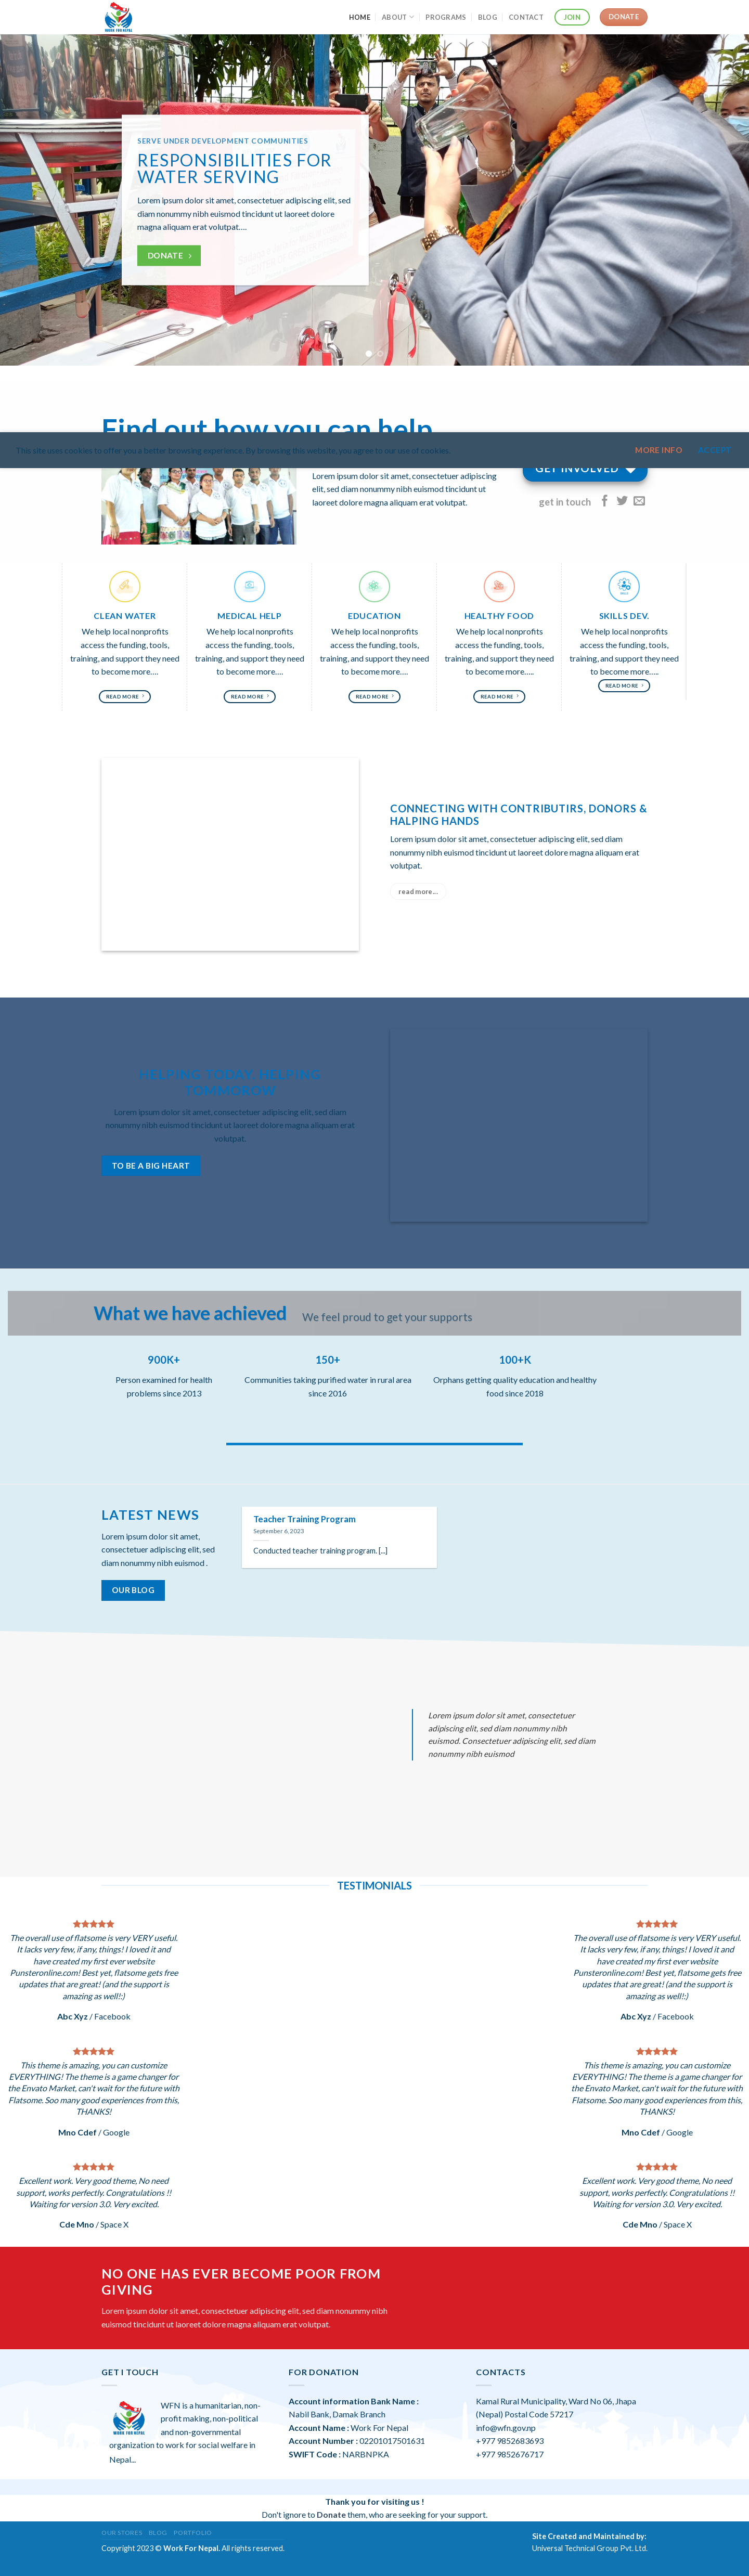 WORK FOR NEPAL
HOME
ABOUT
PROGRAMS
BLOG
CONTACT
JOIN
DONATE
SERVE UNDER DEVELOPMENT COMMUNITIES
RESPONSIBILITIES FOR
WATER SERVING
Lorem ipsum dolor sit amet, consectetuer adipiscing elit, sed
diam nonummy nibh euismod tincidunt ut laoreet dolore
magna aliquam erat volutpat….
DONATE
Find out how you can help
This site uses cookies to offer you a better browsing experience. By browsing this website, you agree to our use of cookies.
MORE INFO
ACCEPT
GET INVOLVED
Lorem ipsum dolor sit amet, consectetuer adipiscing
elit, sed diam nonummy nibh euismod tincidunt ut
laoreet dolore magna aliquam erat volutpat.
get in touch
CLEAN WATER
We help local nonprofits
access the funding, tools,
training, and support they need
to become more….
READ MORE
MEDICAL HELP
We help local nonprofits
access the funding, tools,
training, and support they need
to become more….
READ MORE
EDUCATION
We help local nonprofits
access the funding, tools,
training, and support they need
to become more….
READ MORE
HEALTHY FOOD
We help local nonprofits
access the funding, tools,
training, and support they need
to become more…..
READ MORE
SKILLS DEV.
We help local nonprofits
access the funding, tools,
training, and support they need
to become more…..
READ MORE
CONNECTING WITH CONTRIBUTIRS, DONORS &
HALPING HANDS
Lorem ipsum dolor sit amet, consectetuer adipiscing elit, sed diam
nonummy nibh euismod tincidunt ut laoreet dolore magna aliquam erat
volutpat.
read more...
HELPING TODAY. HELPING
TOMMOROW
Lorem ipsum dolor sit amet, consectetuer adipiscing elit, sed diam
nonummy nibh euismod tincidunt ut laoreet dolore magna aliquam erat
volutpat.
TO BE A BIG HEART
What we have achieved
We feel proud to get your supports
900K+
Person examined for health
problems since 2013
150+
Communities taking purified water in rural area
since 2016
100+K
Orphans getting quality education and healthy
food since 2018
LATEST NEWS
Lorem ipsum dolor sit amet,
consectetuer adipiscing elit, sed
diam nonummy nibh euismod .
OUR BLOG
Teacher Training Program
September 6, 2023
Conducted teacher training program. [...]
Lorem ipsum dolor sit amet, consectetuer
adipiscing elit, sed diam nonummy nibh
euismod. Consectetuer adipiscing elit, sed diam
nonummy nibh euismod
TESTIMONIALS
The overall use of flatsome is very VERY useful.
It lacks very few, if any, things! I loved it and
have created my first ever website
Punsteronline.com! Best yet, flatsome gets free
updates that are great! (and the support is
amazing as well!:)
Abc Xyz / Facebook
This theme is amazing, you can customize
EVERYTHING! The theme is a game changer for
the Envato Market, can't wait for the future with
Flatsome. Soo many good experiences from this,
THANKS!
Mno Cdef / Google
Excellent work. Very good theme, No need
support, works perfectly. Congratulations !!
Waiting for version 3.0. Very excited.
Cde Mno / Space X
The overall use of flatsome is very VERY useful.
It lacks very few, if any, things! I loved it and
have created my first ever website
Punsteronline.com! Best yet, flatsome gets free
updates that are great! (and the support is
amazing as well!:)
Abc Xyz / Facebook
This theme is amazing, you can customize
EVERYTHING! The theme is a game changer for
the Envato Market, can't wait for the future with
Flatsome. Soo many good experiences from this,
THANKS!
Mno Cdef / Google
Excellent work. Very good theme, No need
support, works perfectly. Congratulations !!
Waiting for version 3.0. Very excited.
Cde Mno / Space X
NO ONE HAS EVER BECOME POOR FROM
GIVING
Lorem ipsum dolor sit amet, consectetuer adipiscing elit, sed diam nonummy nibh
euismod tincidunt ut laoreet dolore magna aliquam erat volutpat.
GET I TOUCH
WORK FOR NEPAL
WFN is a humanitarian, non-
profit making, non-political
and non-governmental
organization to work for social welfare in
Nepal...
FOR DONATION
Account information Bank Name :
Nabil Bank, Damak Branch
Account Name : Work For Nepal
Account Number : 02201017501631
SWIFT Code : NARBNPKA
CONTACTS
Kamal Rural Municipality, Ward No 06, Jhapa
(Nepal) Postal Code 57217
info@wfn.gov.np
+977 9852683693
+977 9852676717
Thank you for visiting us !
Don't ignore to Donate them, who are seeking for your support.
OUR STORES
BLOG
PORTFOLIO
Copyright 2023 © Work For Nepal. All rights reserved.
Site Created and Maintained by:
Universal Technical Group Pvt. Ltd.